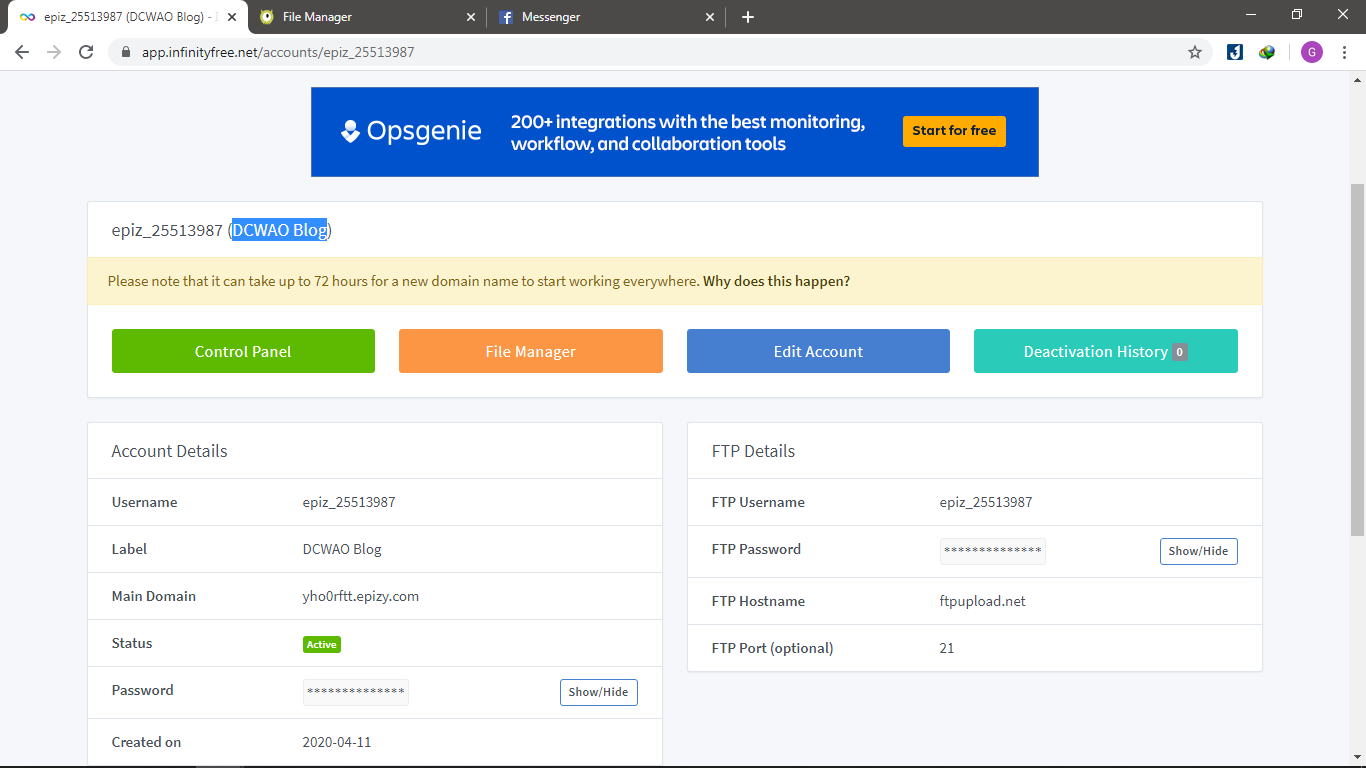 epiz_25513987 (DCWAO Blog) -
File Manager
Messenger
app.infinityfree.net/accounts/epiz_25513987
G
Opsgenie
200+ integrations with the best monitoring,
workflow, and collaboration tools
Start for free
epiz_25513987 (DCWAO Blog)
Please note that it can take up to 72 hours for a new domain name to start working everywhere. Why does this happen?
Control Panel
File Manager
Edit Account
Deactivation History 0
Account Details
Username epiz_25513987
Label DCWAO Blog
Main Domain yho0rftt.epizy.com
Status Active
Password ************** Show/Hide
Created on 2020-04-11
FTP Details
FTP Username epiz_25513987
FTP Password ************** Show/Hide
FTP Hostname ftpupload.net
FTP Port (optional) 21